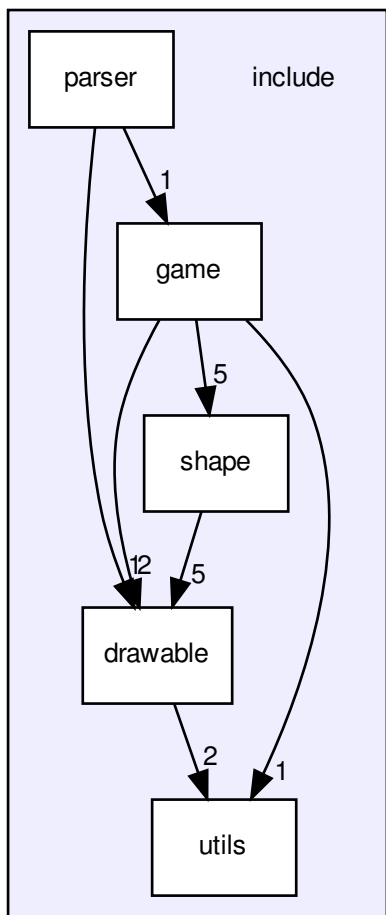 parser
include
1
game
5
shape
12
5
drawable
2
1
utils